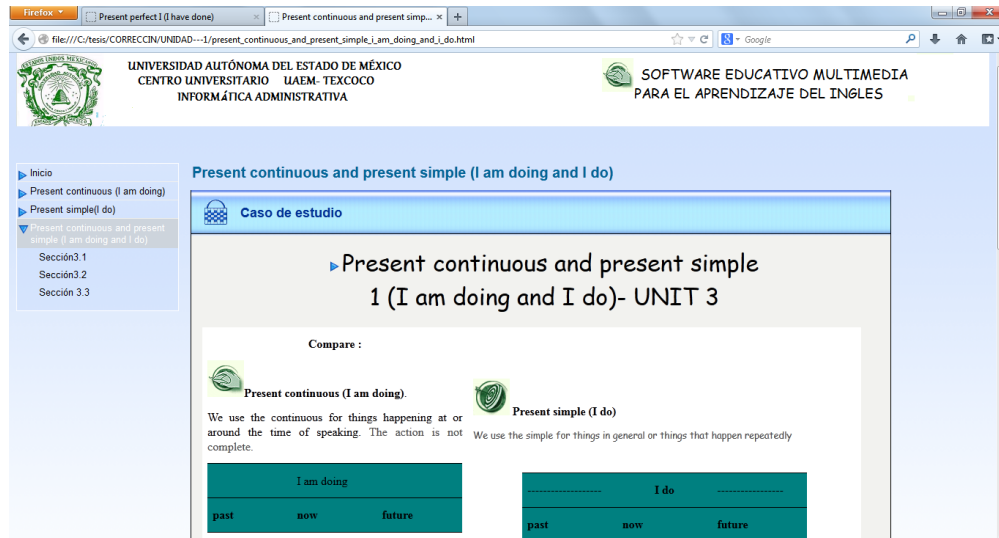 Firefox
Present perfect I (I have done)
Present continuous and present simp...
file:///C:/tesis/CORRECCIN/UNIDAD---1/present_continuous_and_present_simple_i_am_doing_and_i_do.html
Google
UNIVERSIDAD AUTÓNOMA DEL ESTADO DE MÉXICO
CENTRO UNIVERSITARIO UAEM- TEXCOCO
INFORMÁTICA ADMINISTRATIVA
SOFTWARE EDUCATIVO MULTIMEDIA
PARA EL APRENDIZAJE DEL INGLES
Inicio
Present continuous (I am doing)
Present simple(I do)
Present continuous and present
simple (I am doing and I do)
Sección3.1
Sección3.2
Sección 3.3
Present continuous and present simple (I am doing and I do)
Caso de estudio
Present continuous and present simple
1 (I am doing and I do)- UNIT 3
Compare :
Present continuous (I am doing).
We use the continuous for things happening at or
around the time of speaking. The action is not
complete.
I am doing
past now future
Present simple (I do)
We use the simple for things in general or things that happen repeatedly
------------------ I do ----------------
past now future